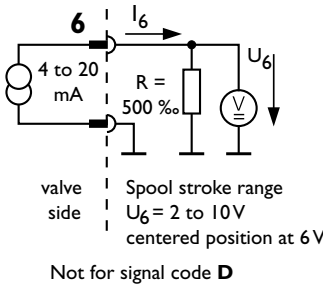 6
I6
4 to 20
mA
R =
500 ‰
V
U6
valve
side
Spool stroke range
U6 = 2 to 10 V
centered position at 6 V
Not for signal code D